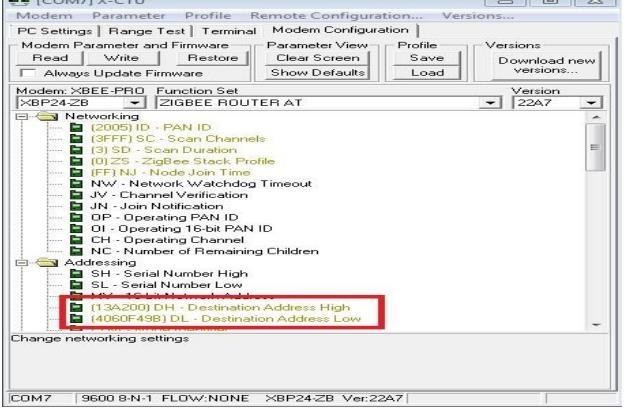 [COM7] X-CTU
Modem Parameter Profile Remote Configuration... Versions...
PC Settings Range Test Terminal Modem Configuration
Modem Parameter and Firmware Parameter View Profile Versions
Read Write Restore Clear Screen Save Download new versions...
Always Update Firmware Show Defaults Load
Modem: XBEE-PRO Function Set Version
XBP24-ZB ZIGBEE ROUTER AT 22A7
Networking
(2005) ID - PAN ID
(3FFF) SC - Scan Channels
(3) SD - Scan Duration
(0) ZS - ZigBee Stack Profile
(FF) NJ - Node Join Time
NW - Network Watchdog Timeout
JV - Channel Verification
JN - Join Notification
OP - Operating PAN ID
OI - Operating 16-bit PAN ID
CH - Operating Channel
NC - Number of Remaining Children
Addressing
SH - Serial Number High
SL - Serial Number Low
MY - 16-bit Network Address
(13A200) DH - Destination Address High
(4060F49B) DL - Destination Address Low
Change networking settings
COM7 9600 8-N-1 FLOW:NONE XBP24-ZB Ver:22A7